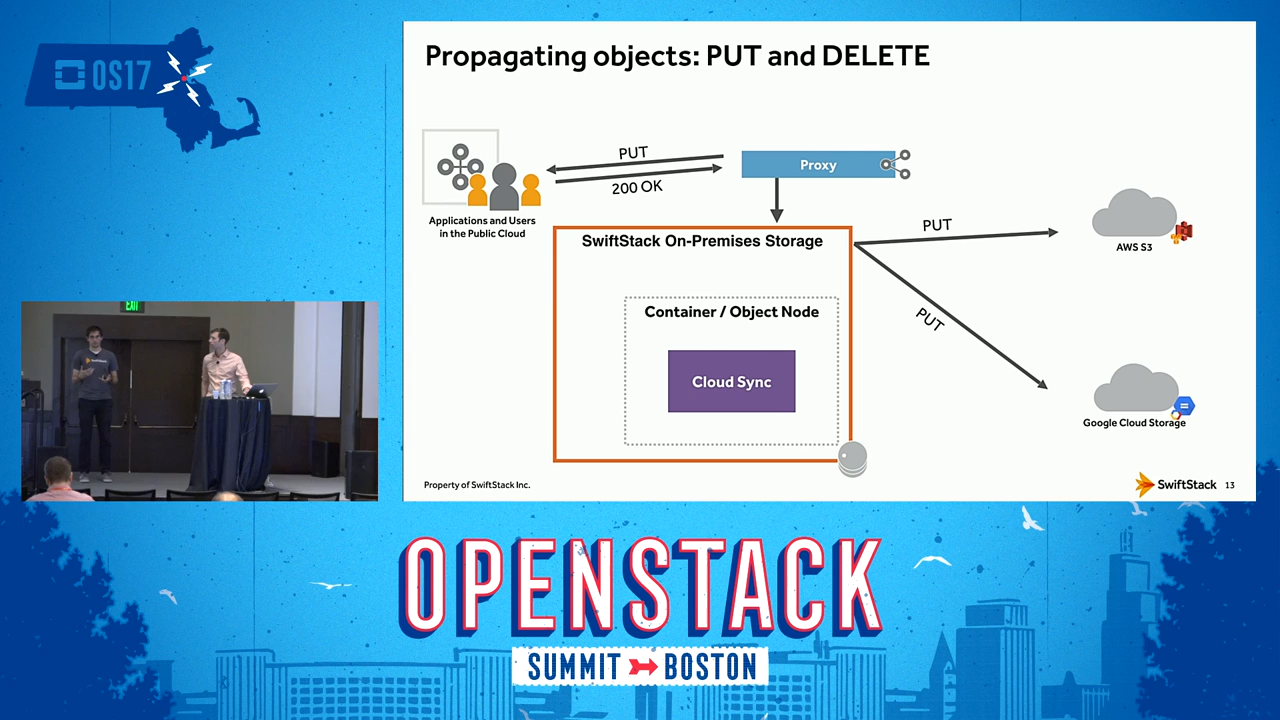 OS17
Propagating objects: PUT and DELETE
PUT
200 OK
Proxy
Applications and Users
in the Public Cloud
SwiftStack On-Premises Storage
Container / Object Node
Cloud Sync
PUT
AWS S3
PUT
Google Cloud Storage
Property of SwiftStack Inc.
SwiftStack 13
EXIT
SwiftStack
OPENSTACK
SUMMIT BOSTON